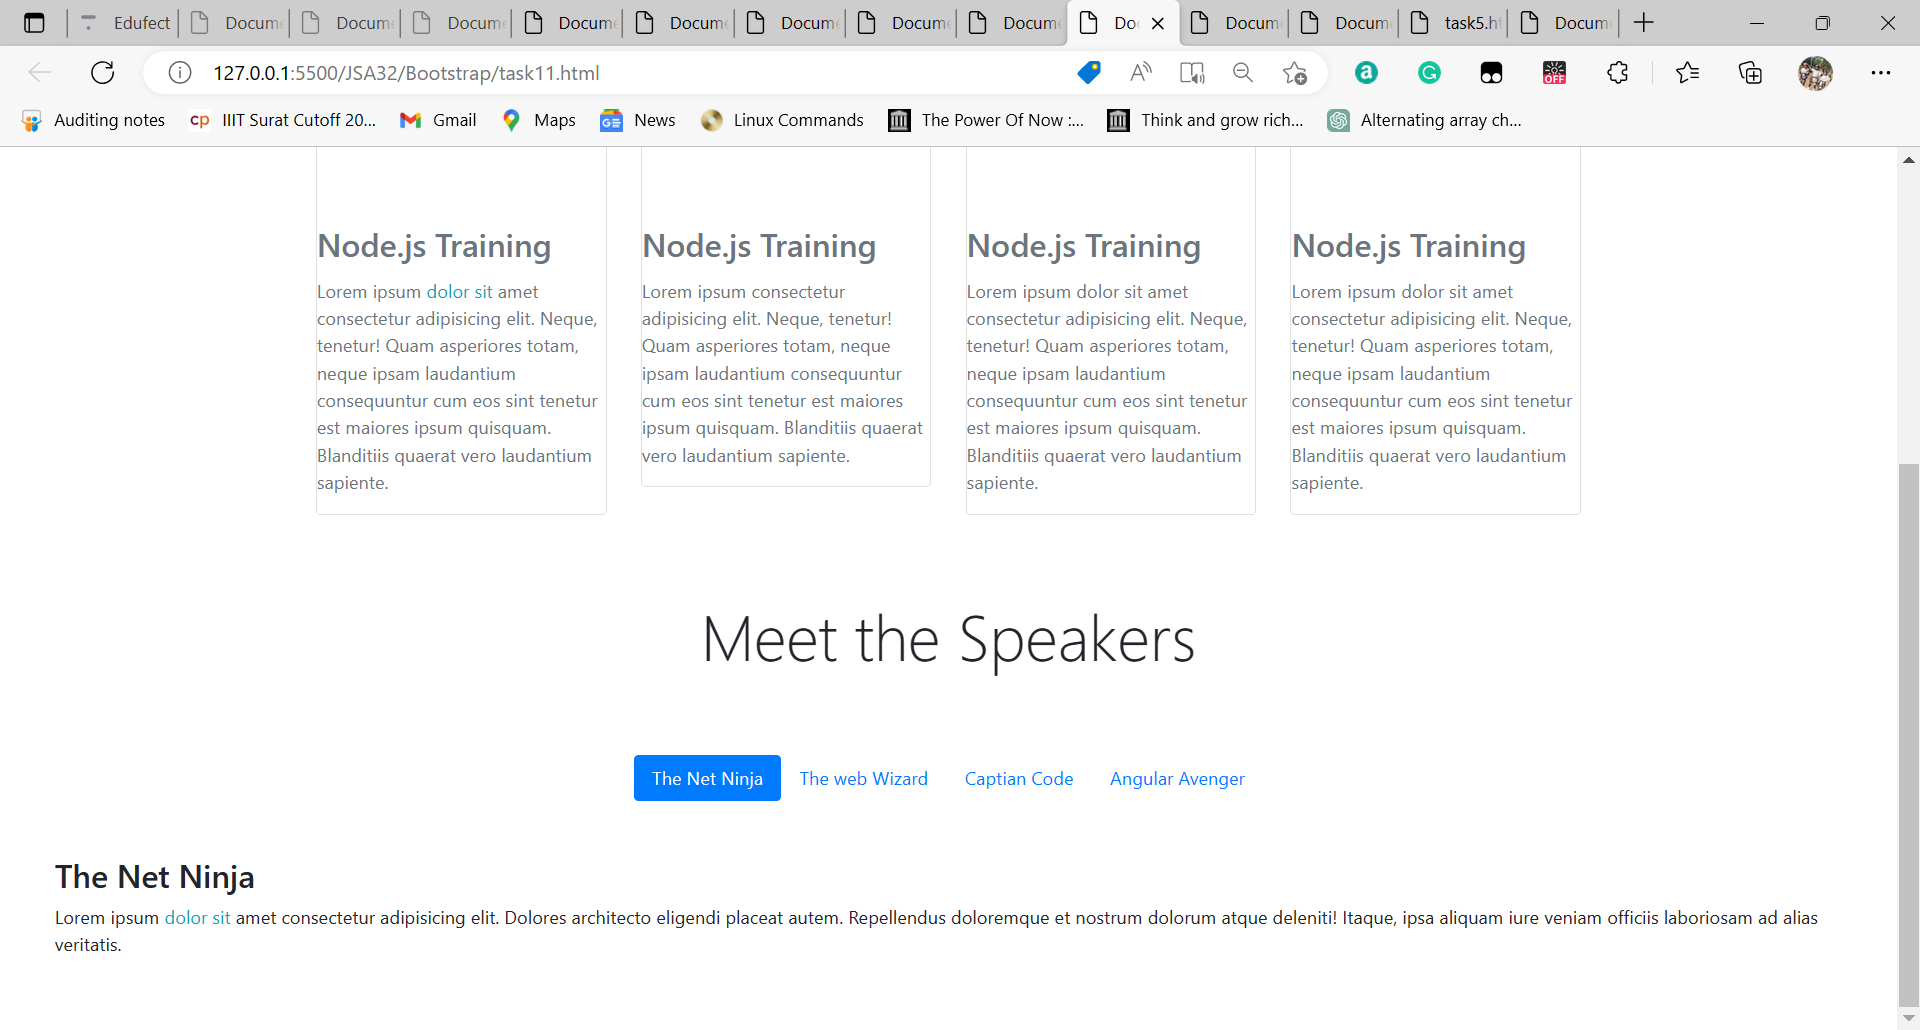 Edufect
Docume
Docume
Docume
Docume
Docume
Docume
Docume
Docume
Do
Docum
Docum
task5.ht
Docum
127.0.0.1:5500/JSA32/Bootstrap/task11.html
Auditing notes
cp IIIT Surat Cutoff 20...
Gmail
Maps
News
Linux Commands
The Power Of Now :...
Think and grow rich...
Alternating array ch...
Node.js Training
Lorem ipsum dolor sit amet
consectetur adipisicing elit. Neque,
tenetur! Quam asperiores totam,
neque ipsam laudantium
consequuntur cum eos sint tenetur
est maiores ipsum quisquam.
Blanditiis quaerat vero laudantium
sapiente.
Node.js Training
Lorem ipsum consectetur
adipisicing elit. Neque, tenetur!
Quam asperiores totam, neque
ipsam laudantium consequuntur
cum eos sint tenetur est maiores
ipsum quisquam. Blanditiis quaerat
vero laudantium sapiente.
Node.js Training
Lorem ipsum dolor sit amet
consectetur adipisicing elit. Neque,
tenetur! Quam asperiores totam,
neque ipsam laudantium
consequuntur cum eos sint tenetur
est maiores ipsum quisquam.
Blanditiis quaerat vero laudantium
sapiente.
Node.js Training
Lorem ipsum dolor sit amet
consectetur adipisicing elit. Neque,
tenetur! Quam asperiores totam,
neque ipsam laudantium
consequuntur cum eos sint tenetur
est maiores ipsum quisquam.
Blanditiis quaerat vero laudantium
sapiente.
Meet the Speakers
The Net Ninja
The web Wizard
Captian Code
Angular Avenger
The Net Ninja
Lorem ipsum dolor sit amet consectetur adipisicing elit. Dolores architecto eligendi placeat autem. Repellendus doloremque et nostrum dolorum atque deleniti! Itaque, ipsa aliquam iure veniam officiis laboriosam ad alias
veritatis.